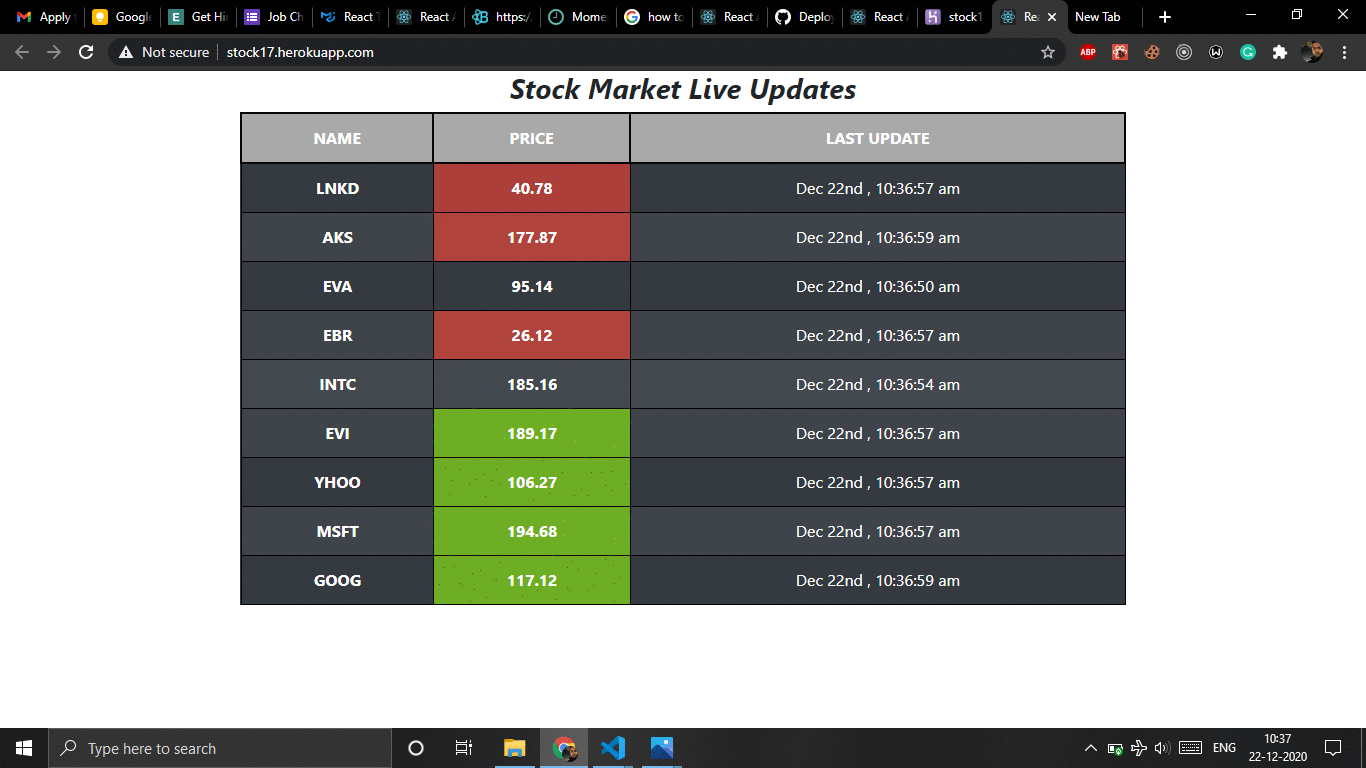 Apply Google Get Hi Job Ch React React https:/ Mome how to React Deploy React stock1 Re New Tab
Not secure stock17.herokuapp.com ABP
Stock Market Live Updates
NAME PRICE LAST UPDATE
LNKD 40.78 Dec 22nd , 10:36:57 am
AKS 177.87 Dec 22nd , 10:36:59 am
EVA 95.14 Dec 22nd , 10:36:50 am
EBR 26.12 Dec 22nd , 10:36:57 am
INTC 185.16 Dec 22nd , 10:36:54 am
EVI 189.17 Dec 22nd , 10:36:57 am
YHOO 106.27 Dec 22nd , 10:36:57 am
MSFT 194.68 Dec 22nd , 10:36:57 am
GOOG 117.12 Dec 22nd , 10:36:59 am
Type here to search ENG 10:37
22-12-2020